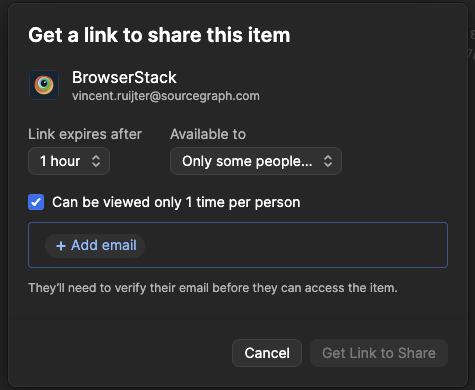 Get a link to share this item
BrowserStack
vincent.ruijter@sourcegraph.com
Link expires after
Available to
1 hour
Only some people...
Can be viewed only 1 time per person
+ Add email
They'll need to verify their email before they can access the item.
Cancel
Get Link to Share